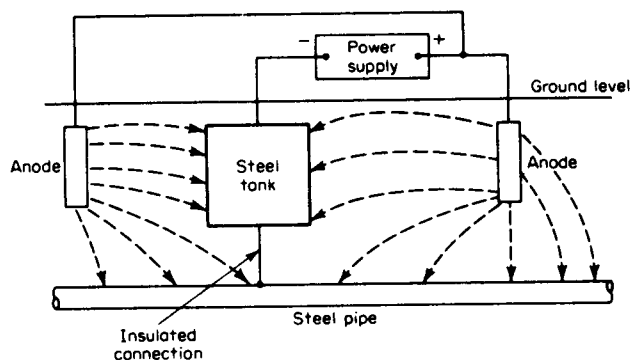 − Power supply +
Ground level
Anode
Steel tank
Anode
Insulated connection
Steel pipe